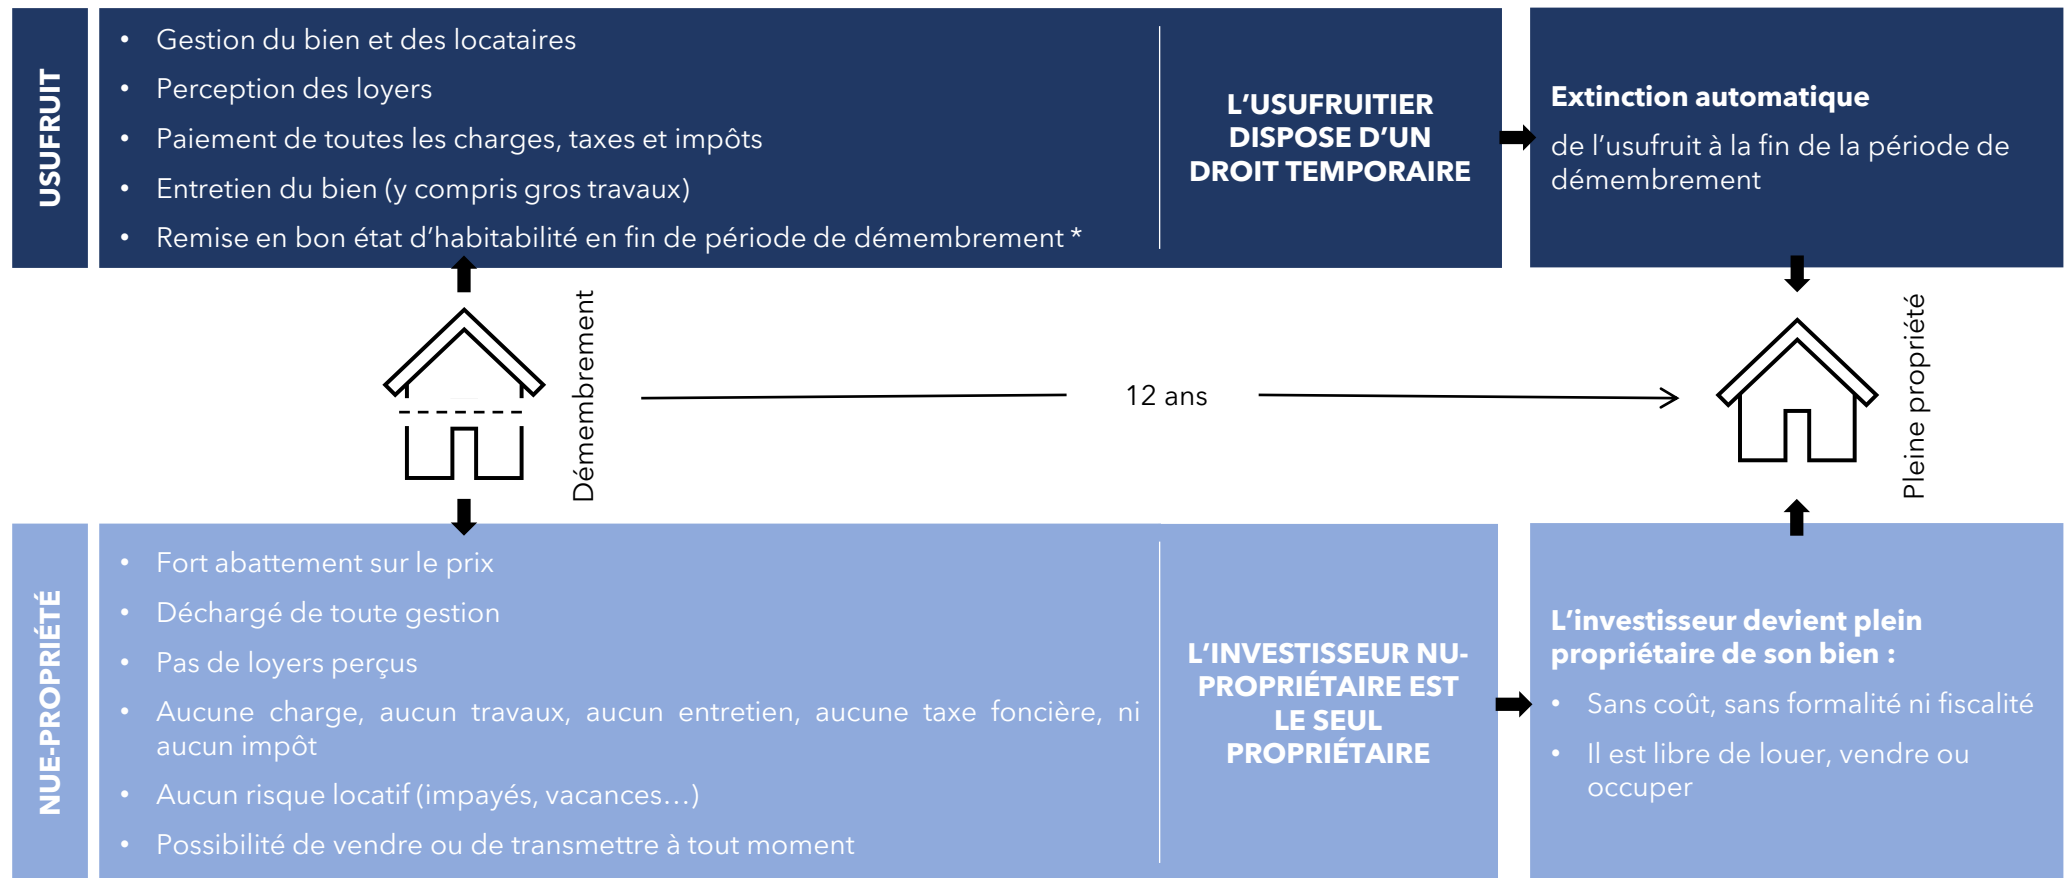 USUFRUIT
• Gestion du bien et des locataires
• Perception des loyers
• Paiement de toutes les charges, taxes et impôts
• Entretien du bien (y compris gros travaux)
• Remise en bon état d’habitabilité en fin de période de démembrement *
L’USUFRUITIER
DISPOSE D’UN
DROIT TEMPORAIRE
Extinction automatique
de l’usufruit à la fin de la période de
démembrement
Démembrement
12 ans
Pleine propriété
NUE-PROPRIÉTÉ
• Fort abattement sur le prix
• Déchargé de toute gestion
• Pas de loyers perçus
• Aucune charge, aucun travaux, aucun entretien, aucune taxe foncière, ni
aucun impôt
• Aucun risque locatif (impayés, vacances…)
• Possibilité de vendre ou de transmettre à tout moment
L’INVESTISSEUR NU-
PROPRIÉTAIRE EST
LE SEUL
PROPRIÉTAIRE
L’investisseur devient plein
propriétaire de son bien :
• Sans coût, sans formalité ni fiscalité
• Il est libre de louer, vendre ou
occuper